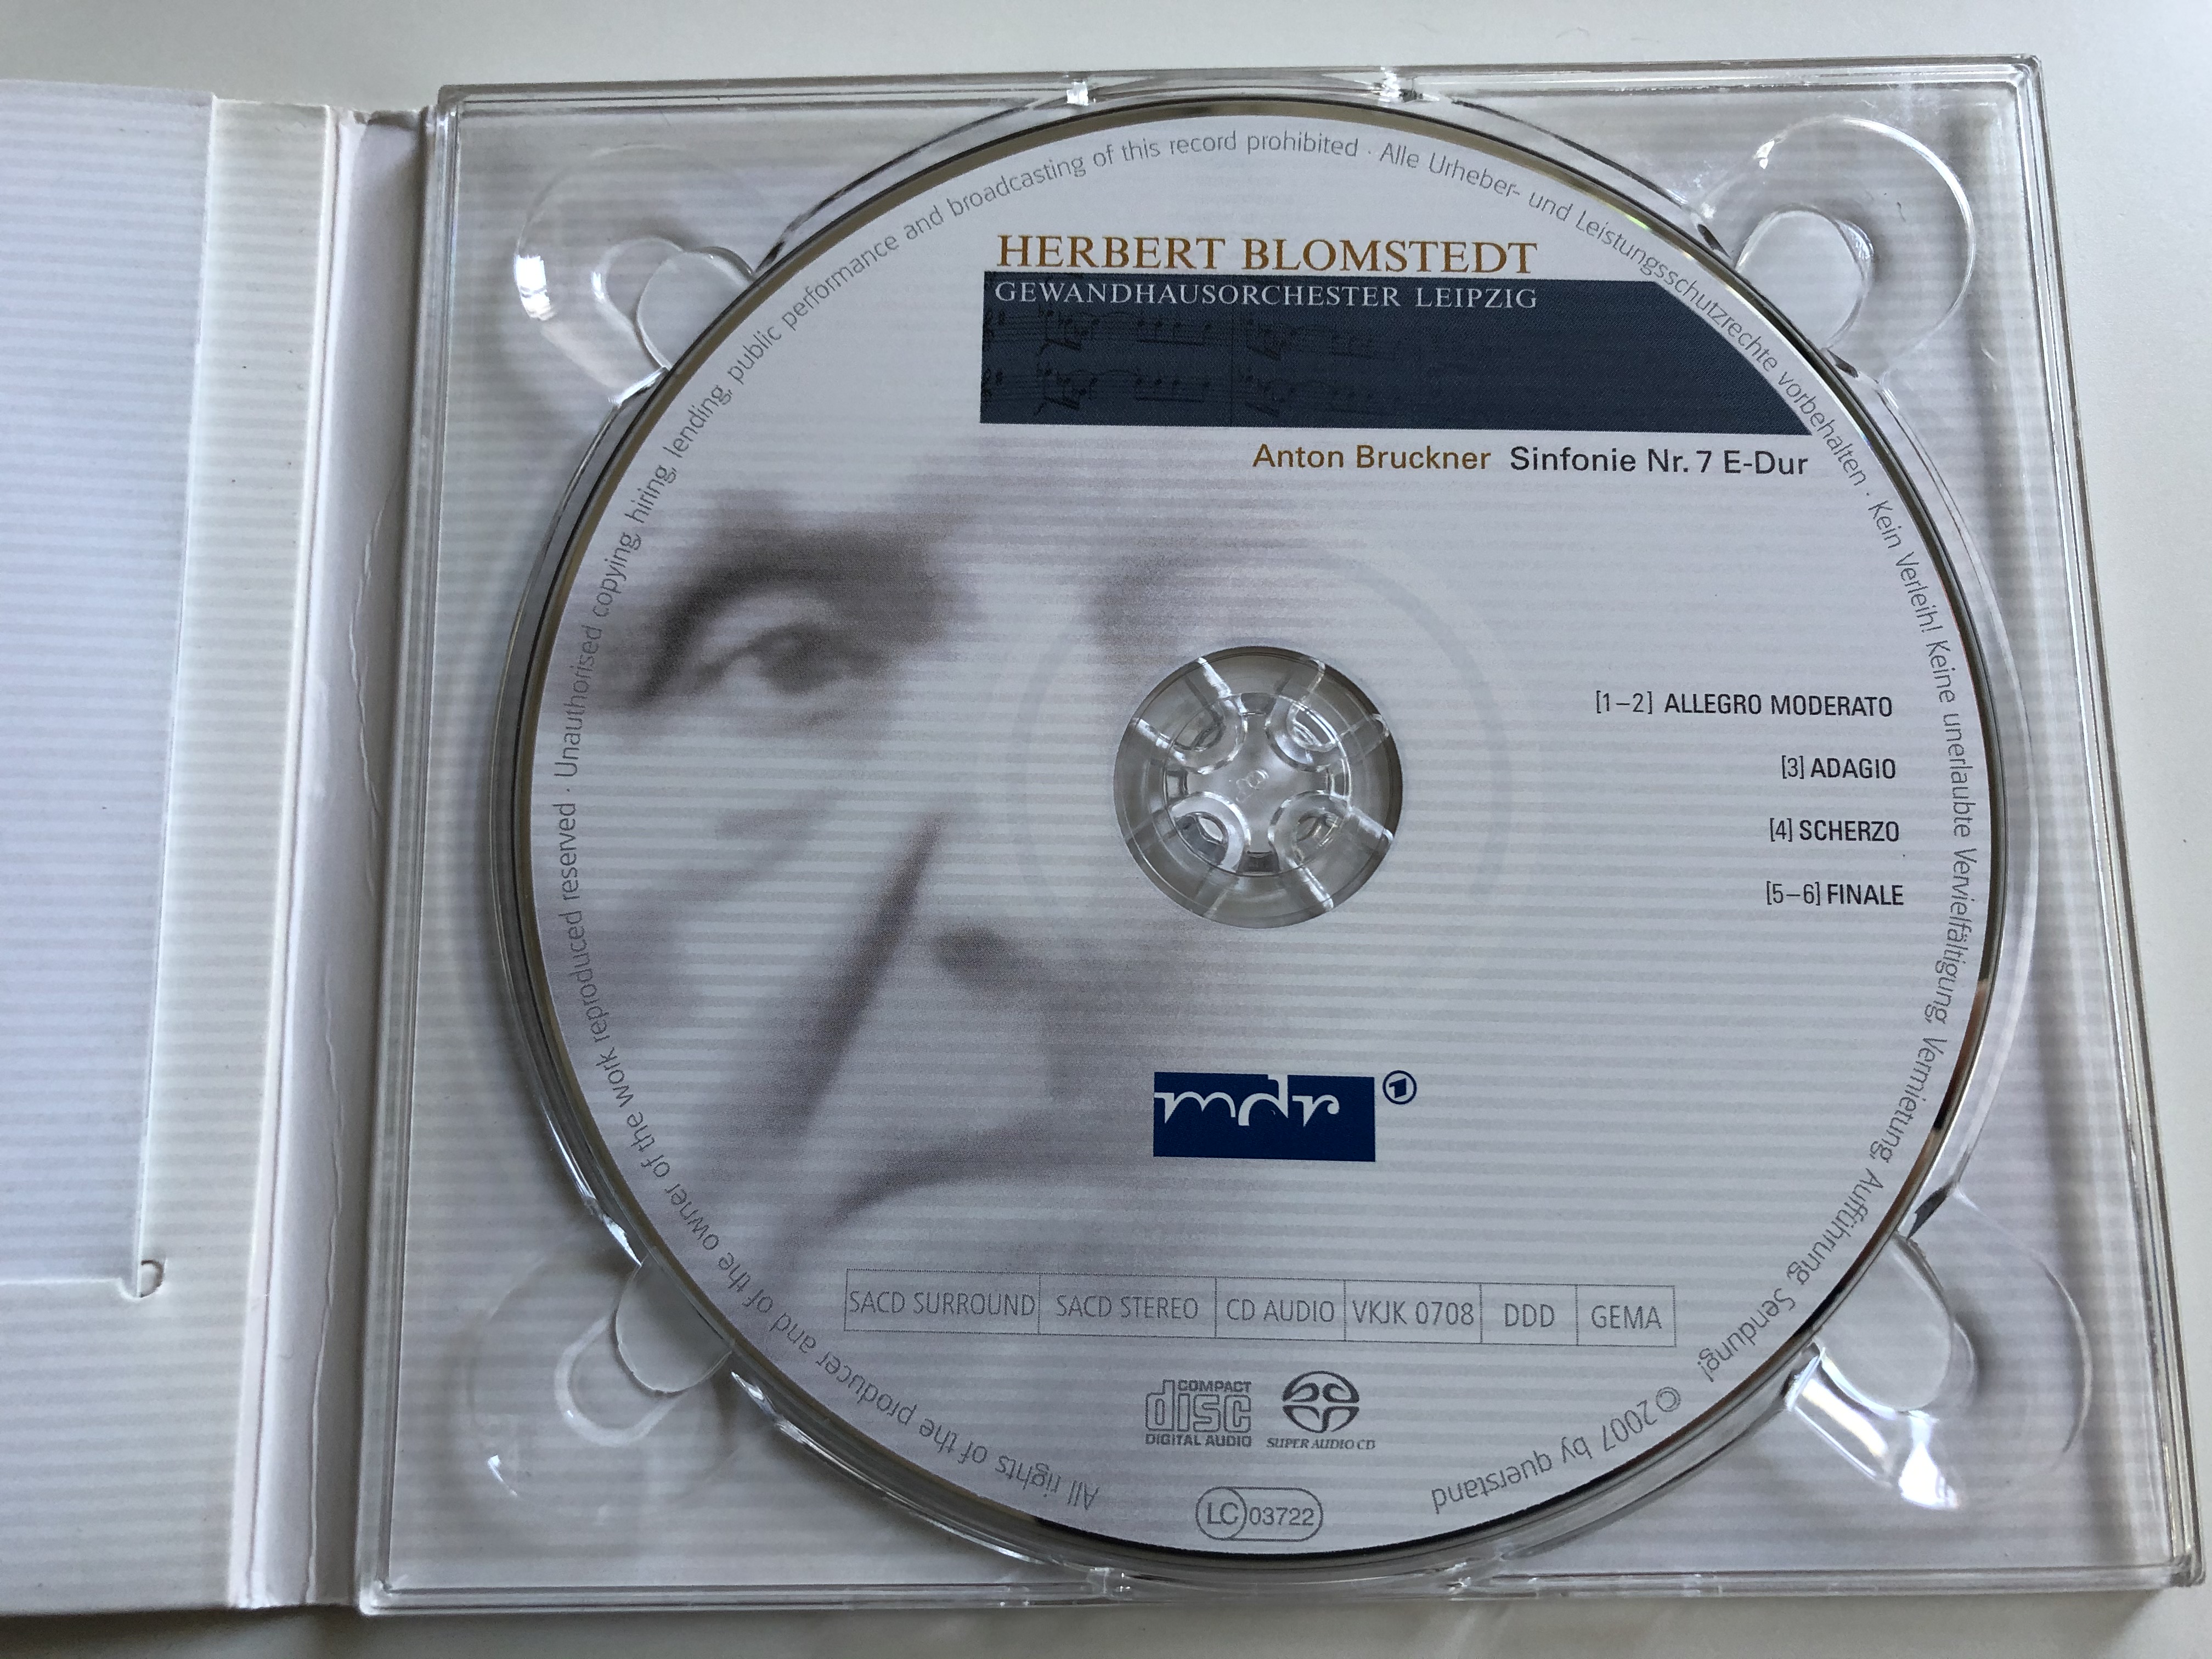 HERBERT BLOMSTEDT
GEWANDHAUSORCHESTER LEIPZIG
Anton Bruckner Sinfonie Nr. 7 E-Dur
[1–2] ALLEGRO MODERATO
[3] ADAGIO
[4] SCHERZO
[5–6] FINALE
mdr 1
SACD SURROUND SACD STEREO CD AUDIO VKJK 0708 DDD GEMA
COMPACT
disc
DIGITAL AUDIO
SUPER AUDIO CD
LC 03722
All rights of the producer and of the owner of the work reproduced reserved · Unauthorised copying, hiring, lending, public performance and broadcasting of this record prohibited · Alle Urheber- und Leistungsschutzrechte vorbehalten · Kein Verleih! Keine unerlaubte Vervielfältigung, Vermietung, Aufführung, Sendung!
© 2007 by querstand